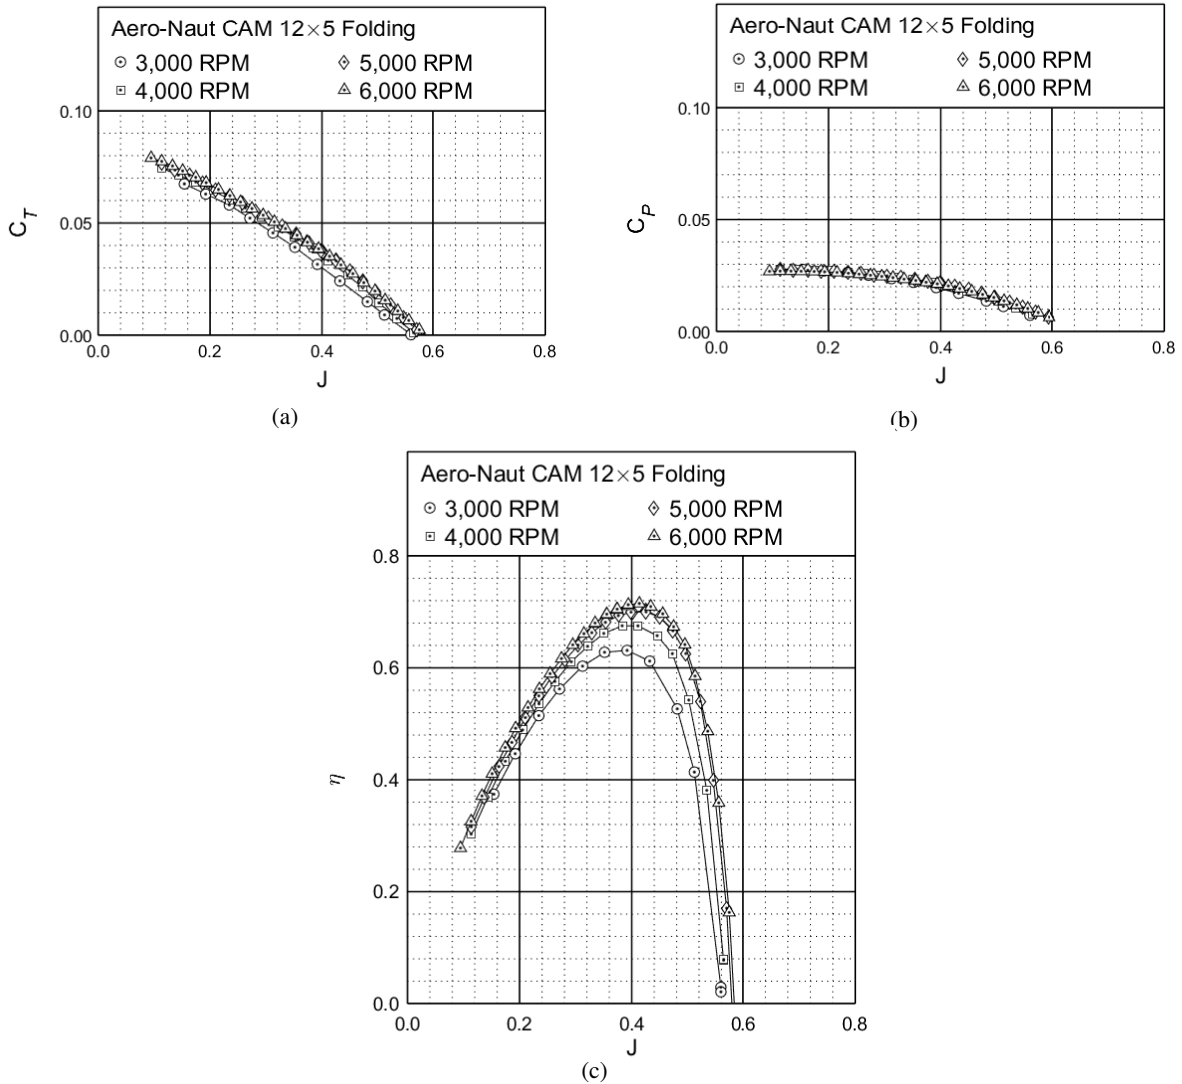 Aero-Naut CAM 12×5 Folding
3,000 RPM
5,000 RPM
4,000 RPM
6,000 RPM
0.10
0.05
0.00
C_T
0.0
0.2
0.4
0.6
0.8
J
(a)
Aero-Naut CAM 12×5 Folding
3,000 RPM
5,000 RPM
4,000 RPM
6,000 RPM
0.10
0.05
0.00
C_P
0.0
0.2
0.4
0.6
0.8
J
(b)
Aero-Naut CAM 12×5 Folding
3,000 RPM
5,000 RPM
4,000 RPM
6,000 RPM
0.8
0.6
0.4
0.2
0.0
η
0.0
0.2
0.4
0.6
0.8
J
(c)